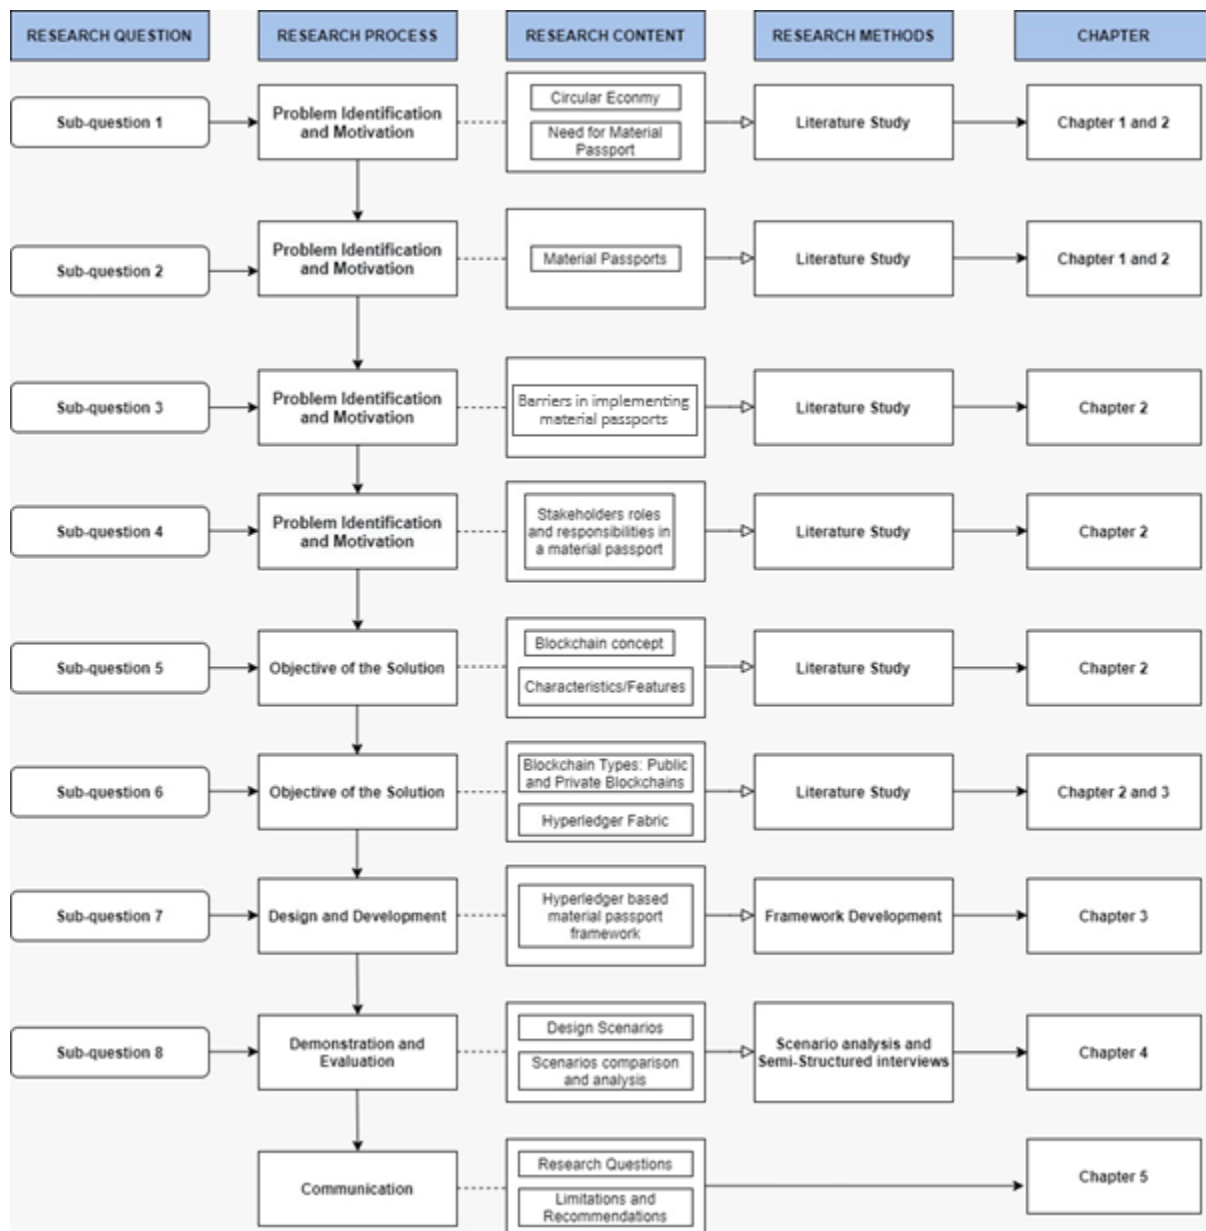 RESEARCH QUESTION
RESEARCH PROCESS
RESEARCH CONTENT
RESEARCH METHODS
CHAPTER
Sub-question 1
Problem Identification
and Motivation
Circular Econmy
Need for Material
Passport
Literature Study
Chapter 1 and 2
Sub-question 2
Problem Identification
and Motivation
Material Passports
Literature Study
Chapter 1 and 2
Sub-question 3
Problem Identification
and Motivation
Barriers in implementing
material passports
Literature Study
Chapter 2
Sub-question 4
Problem Identification
and Motivation
Stakeholders roles
and responsibilities in
a material passport
Literature Study
Chapter 2
Sub-question 5
Objective of the Solution
Blockchain concept
Characteristics/Features
Literature Study
Chapter 2
Sub-question 6
Objective of the Solution
Blockchain Types: Public
and Private Blockchains
Hyperledger Fabric
Literature Study
Chapter 2 and 3
Sub-question 7
Design and Development
Hyperledger based
material passport
framework
Framework Development
Chapter 3
Sub-question 8
Demonstration and
Evaluation
Design Scenarios
Scenarios comparison
and analysis
Scenario analysis and
Semi-Structured interviews
Chapter 4
Communication
Research Questions
Limitations and
Recommendations
Chapter 5